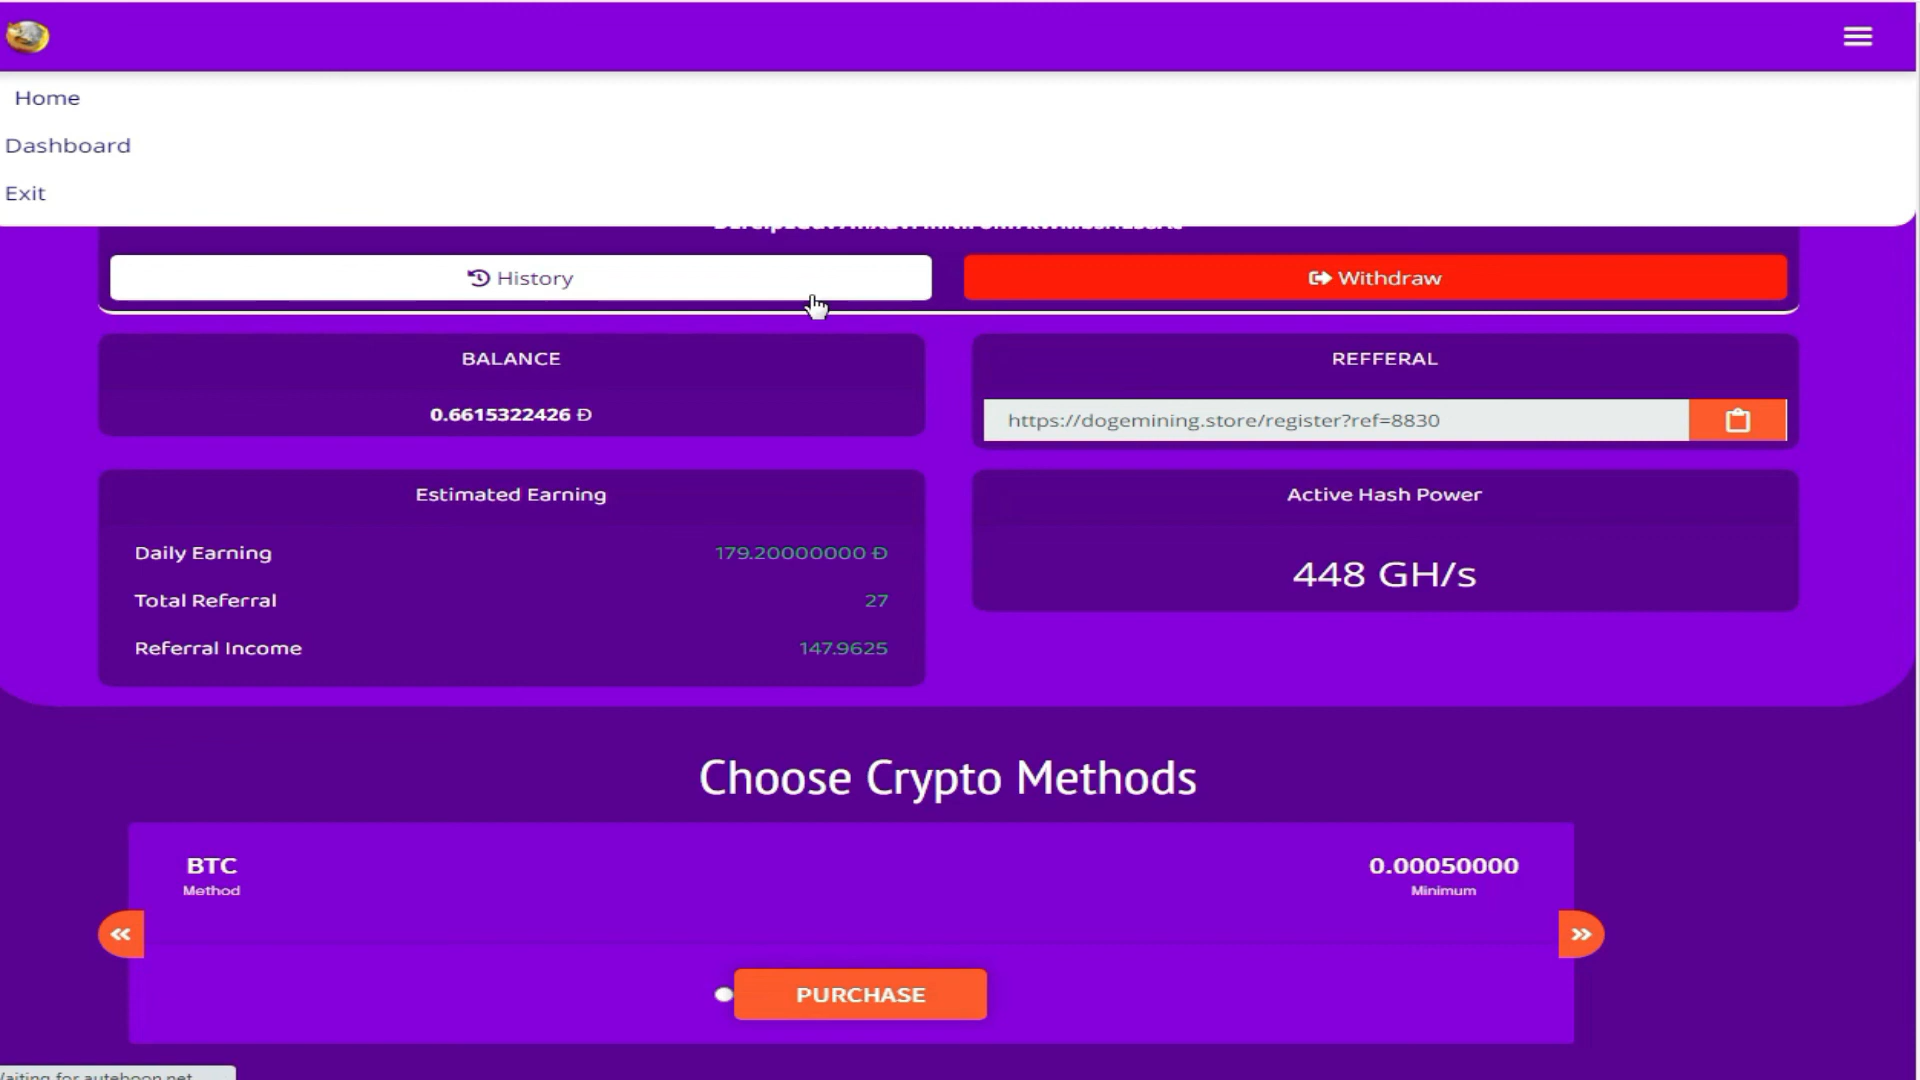 Home
Dashboard
Exit
History
Withdraw
BALANCE
0.6615322426 Ð
REFFERAL
https://dogemining.store/register?ref=8830
Estimated Earning
Daily Earning 179.20000000 Ð
Total Referral 27
Referral Income 147.9625
Active Hash Power
448 GH/s
Choose Crypto Methods
BTC
Method
0.00050000
Minimum
PURCHASE